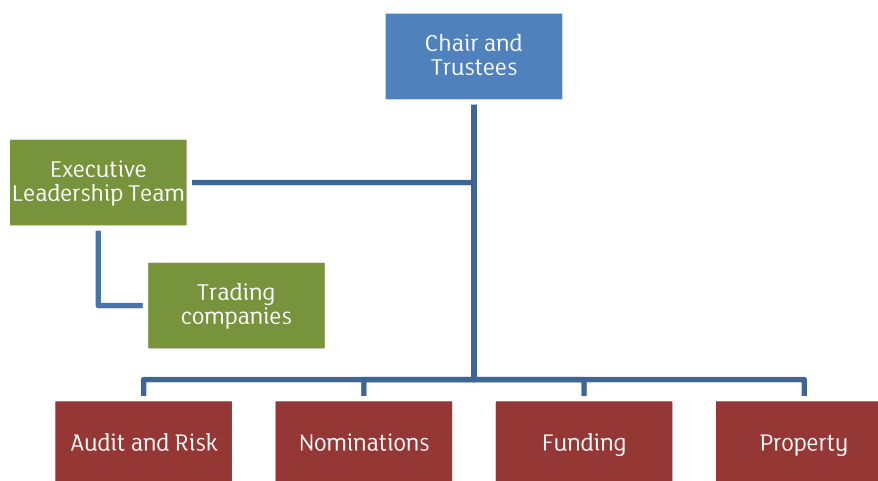 Chair and
Trustees
Executive
Leadership Team
Trading
companies
Audit and Risk
Nominations
Funding
Property